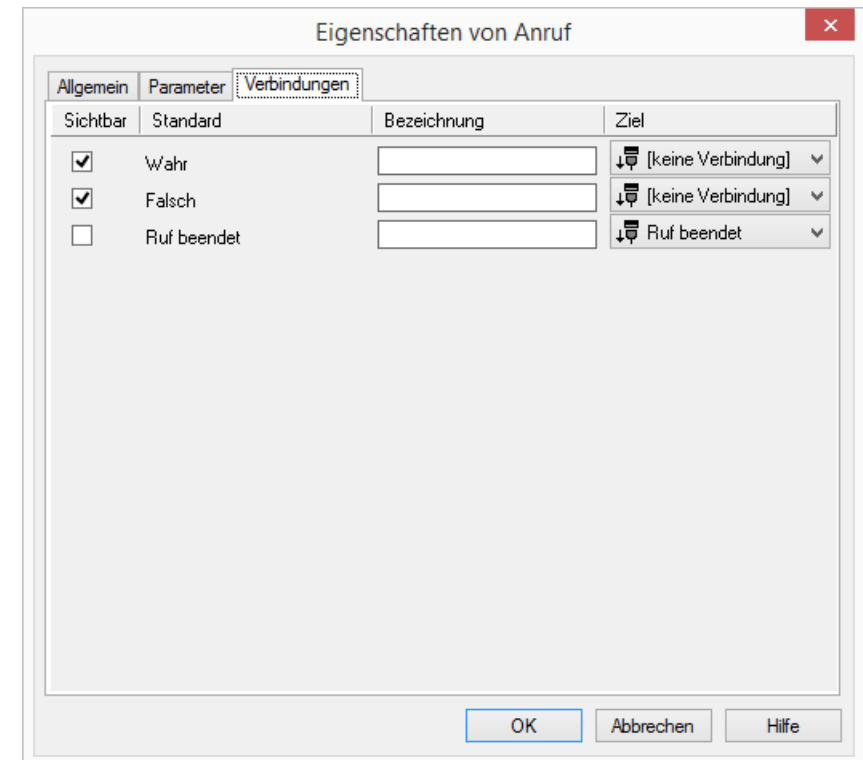 Eigenschaften von Anruf
Allgemein Parameter Verbindungen
Sichtbar Standard Bezeichnung Ziel
Wahr [keine Verbindung]
Falsch [keine Verbindung]
Ruf beendet Ruf beendet
OK Abbrechen Hilfe